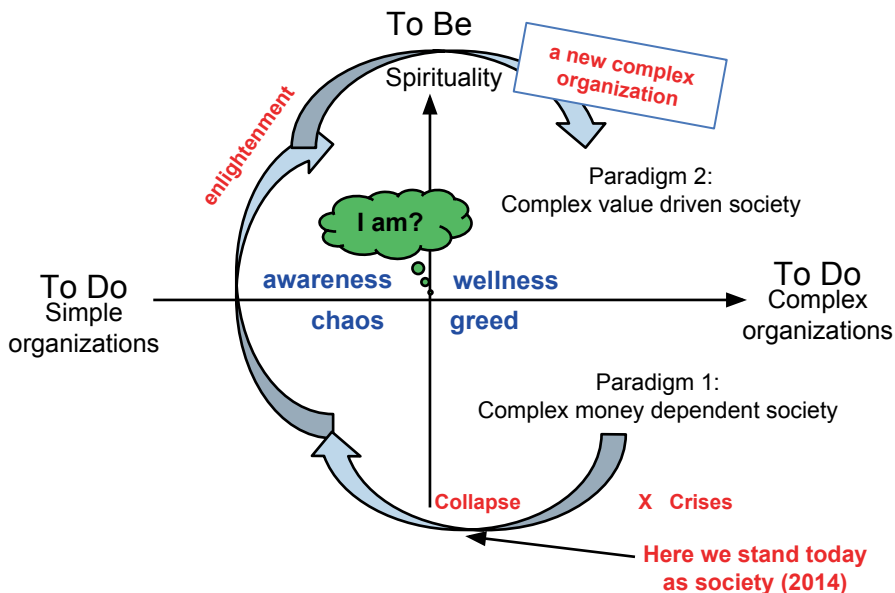 To Be
Spirituality
a new complex
organization
enlightenment
Paradigm 2:
Complex value driven society
I am?
awareness
wellness
To Do
Simple
organizations
To Do
Complex
organizations
chaos
greed
Paradigm 1:
Complex money dependent society
Collapse
X Crises
Here we stand today
as society (2014)